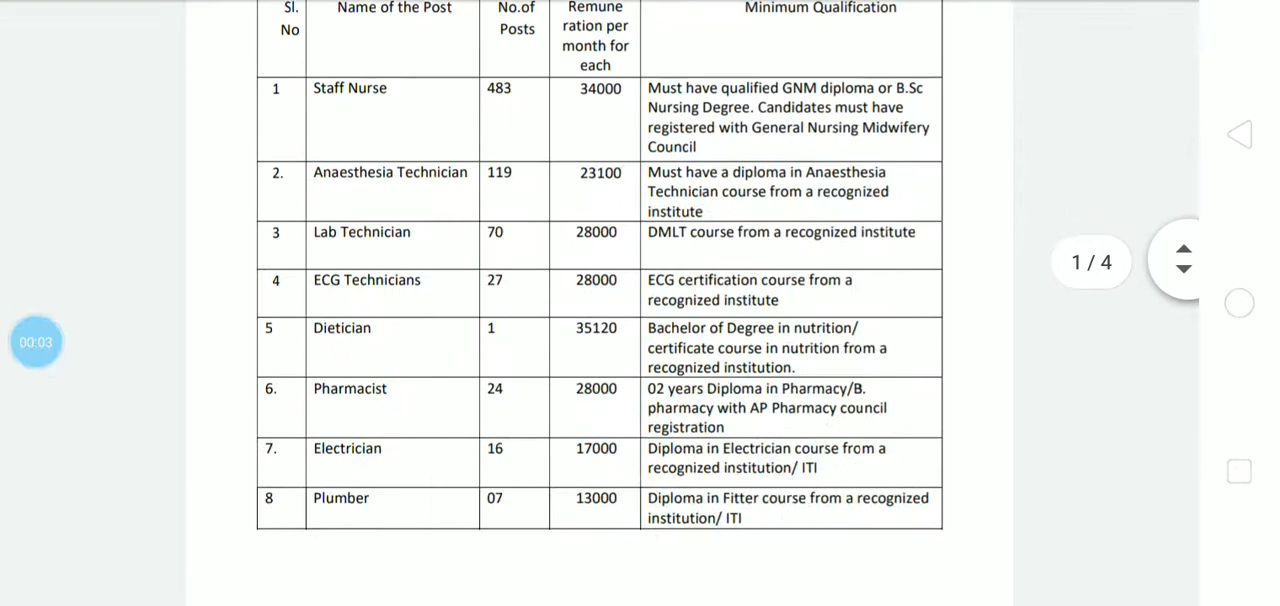 Sl.
No
Name of the Post
No.of
Posts
Remune
ration per
month for
each
Minimum Qualification
1
Staff Nurse
483
34000
Must have qualified GNM diploma or B.Sc
Nursing Degree. Candidates must have
registered with General Nursing Midwifery
Council
2.
Anaesthesia Technician
119
23100
Must have a diploma in Anaesthesia
Technician course from a recognized
institute
3
Lab Technician
70
28000
DMLT course from a recognized institute
4
ECG Technicians
27
28000
ECG certification course from a
recognized institute
5
Dietician
1
35120
Bachelor of Degree in nutrition/
certificate course in nutrition from a
recognized institution.
6.
Pharmacist
24
28000
02 years Diploma in Pharmacy/B.
pharmacy with AP Pharmacy council
registration
7.
Electrician
16
17000
Diploma in Electrician course from a
recognized institution/ ITI
8
Plumber
07
13000
Diploma in Fitter course from a recognized
institution/ ITI
1 / 4
00:03